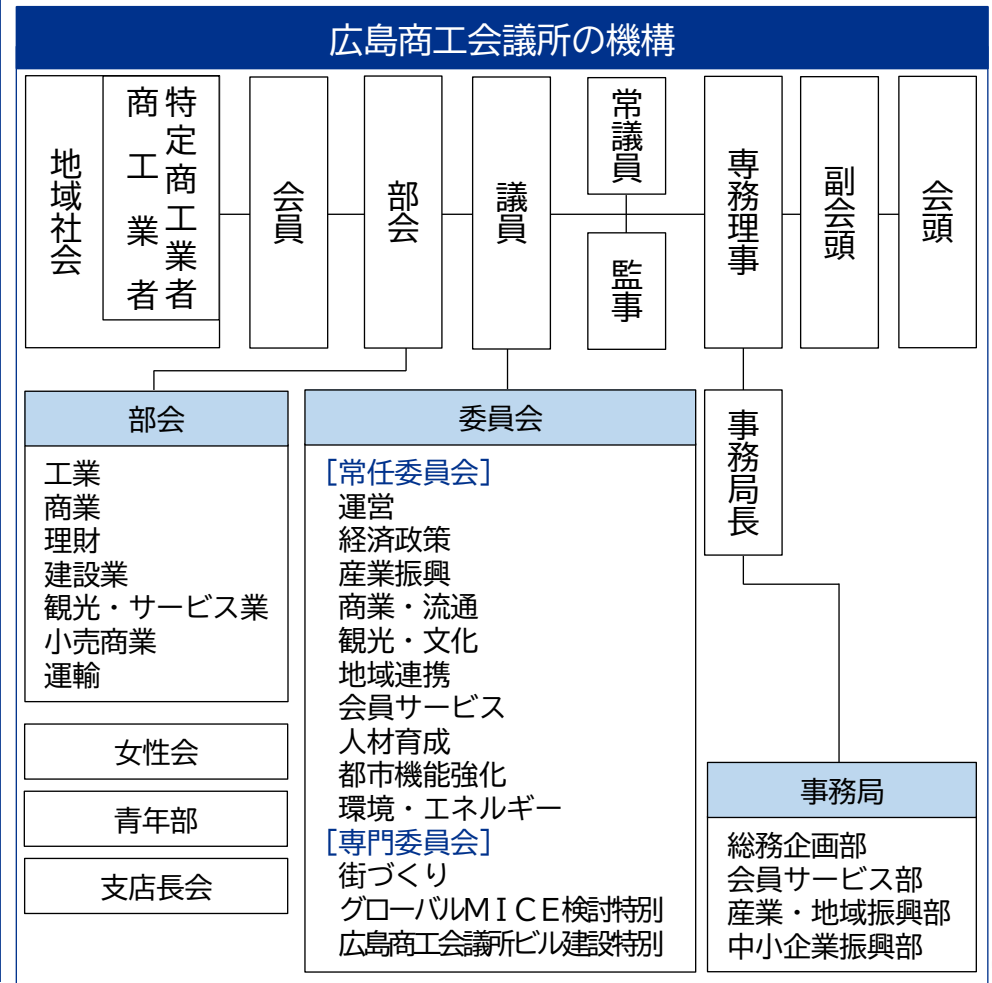 広島商工会議所の機構
地域社会
商工業者
特定商工業者
会員
部会
議員
常議員
監事
専務理事
副会頭
会頭
部会
工業
商業
理財
建設業
観光・サービス業
小売商業
運輸
女性会
青年部
支店長会
委員会
[常任委員会]
運営
経済政策
産業振興
商業・流通
観光・文化
地域連携
会員サービス
人材育成
都市機能強化
環境・エネルギー
[専門委員会]
街づくり
グローバルMICE検討特別
広島商工会議所ビル建設特別
事務局長
事務局
総務企画部
会員サービス部
産業・地域振興部
中小企業振興部